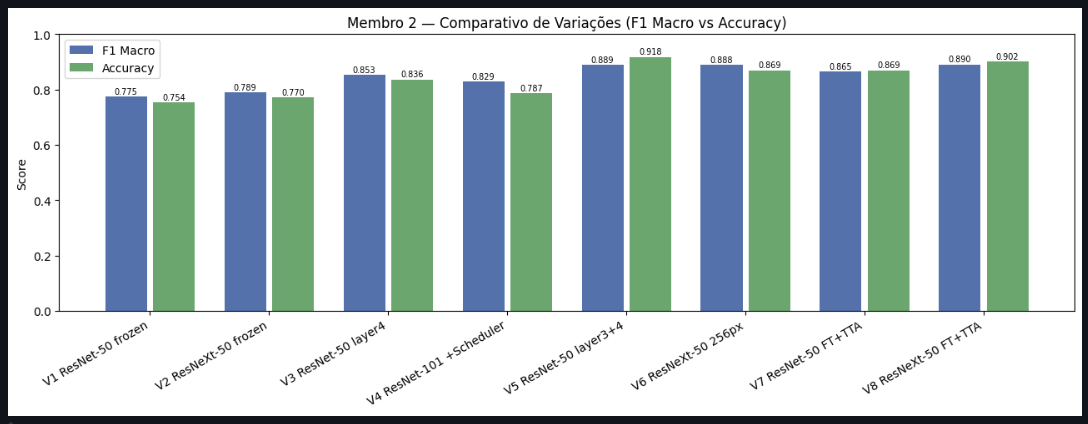 Membro 2 — Comparativo de Variações (F1 Macro vs Accuracy)
F1 Macro
Accuracy
Score
1.0
0.8
0.6
0.4
0.2
0.0
0.775
0.754
0.789
0.770
0.853
0.836
0.829
0.787
0.889
0.918
0.888
0.869
0.865
0.869
0.890
0.902
V1 ResNet-50 frozen
V2 ResNeXt-50 frozen
V3 ResNet-50 layer4
V4 ResNet-101 +Scheduler
V5 ResNet-50 layer3+4
V6 ResNeXt-50 256px
V7 ResNet-50 FT+TTA
V8 ResNeXt-50 FT+TTA